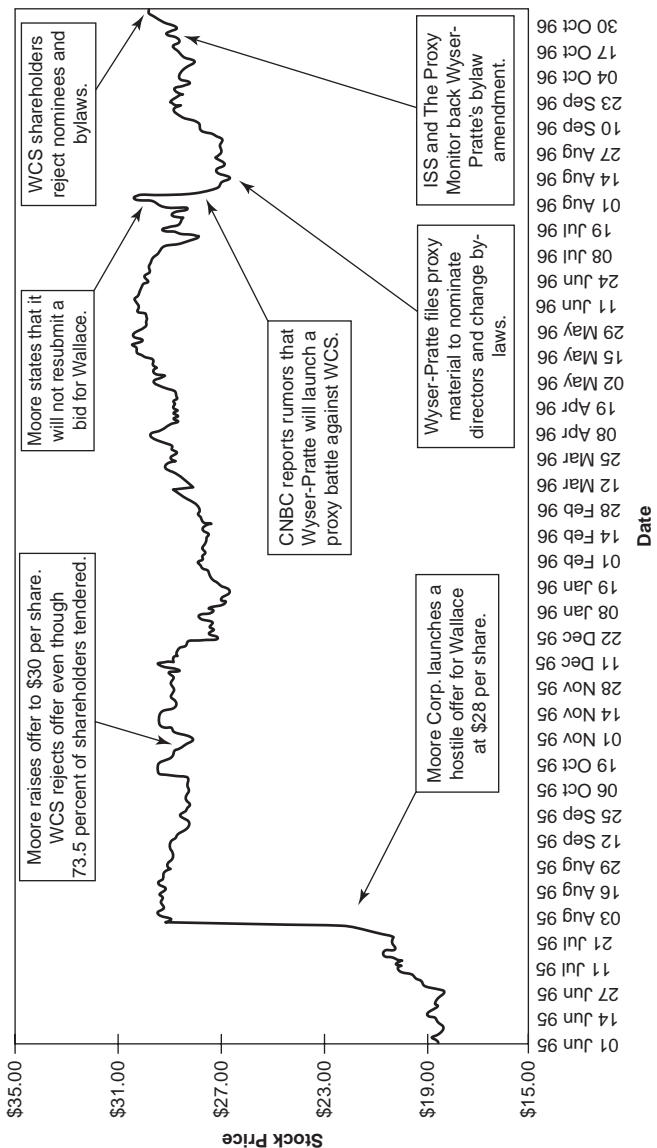 $35.00
$31.00
$27.00
$23.00
$19.00
$15.00
Stock Price
Moore raises offer to $30 per share.
WCS rejects offer even though
73.5 percent of shareholders tendered.
Moore states that it
will not resubmit a
bid for Wallace.
WCS shareholders
reject nominees and
bylaws.
CNBC reports rumors that
Wyser-Pratte will launch a
proxy battle against WCS.
Moore Corp. launches a
hostile offer for Wallace
at $28 per share.
Wyser-Pratte files proxy
material to nominate
directors and change by-
laws.
ISS and The Proxy
Monitor back Wyser-
Pratte's bylaw
amendment.
01 Jun 95
14 Jun 95
27 Jun 95
11 Jul 95
21 Jul 95
03 Aug 95
16 Aug 95
29 Aug 95
12 Sep 95
25 Sep 95
06 Oct 95
19 Oct 95
01 Nov 95
14 Nov 95
28 Nov 95
11 Dec 95
22 Dec 95
08 Jan 96
19 Jan 96
01 Feb 96
14 Feb 96
28 Feb 96
12 Mar 96
25 Mar 96
08 Apr 96
19 Apr 96
02 May 96
15 May 96
29 May 96
11 Jun 96
24 Jun 96
08 Jul 96
19 Jul 96
01 Aug 96
14 Aug 96
27 Aug 96
10 Sep 96
23 Sep 96
04 Oct 96
17 Oct 96
30 Oct 96
Date